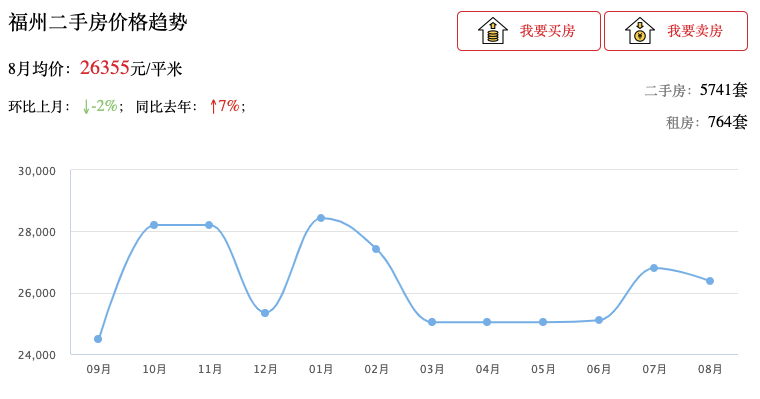 福州二手房价格趋势
我要买房
我要卖房
8月均价：26355元/平米
环比上月： ↓-2%； 同比去年： ↑7%；
二手房：5741套
租房：764套
30,000
28,000
26,000
24,000
09月 10月 11月 12月 01月 02月 03月 04月 05月 06月 07月 08月